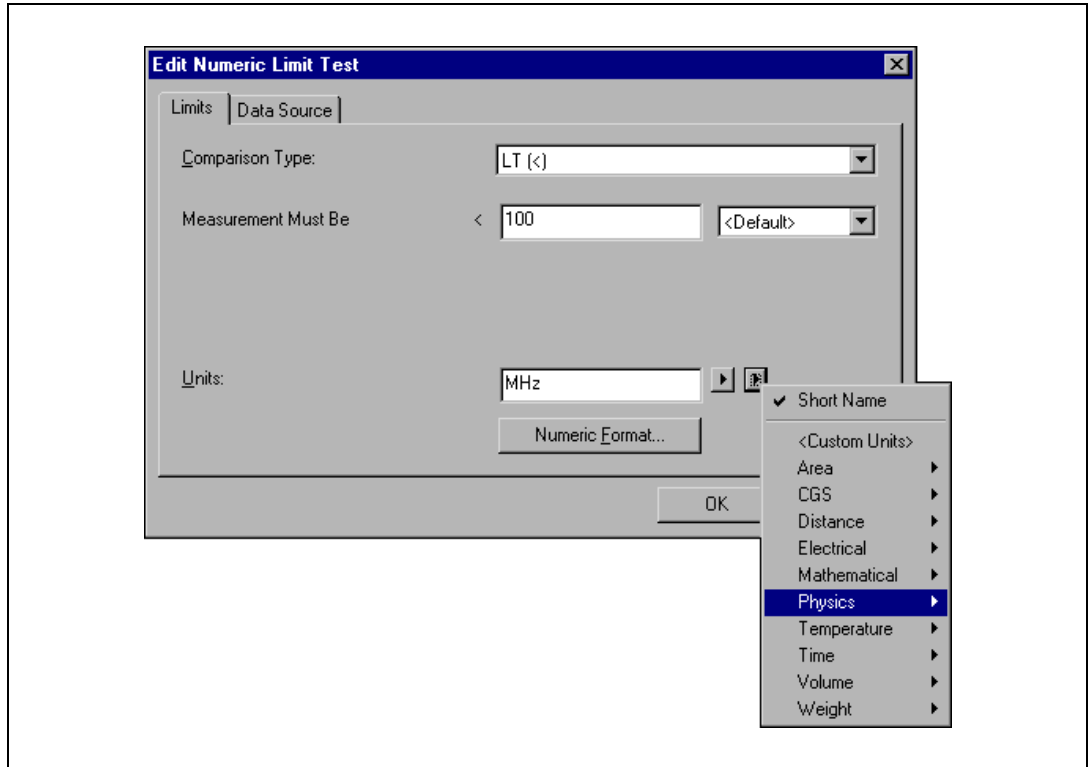 Edit Numeric Limit Test
Limits
Data Source
Comparison Type:
LT (<)
Measurement Must Be
<
100
<Default>
Units:
MHz
Numeric Format...
OK
Short Name
<Custom Units>
Area
CGS
Distance
Electrical
Mathematical
Physics
Temperature
Time
Volume
Weight